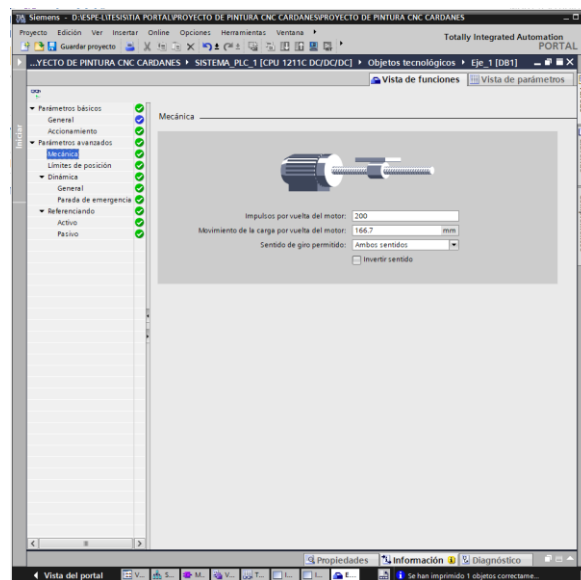 Siemens - D:\ESPE-L\TESIS\TIA PORTAL\PROYECTO DE PINTURA CNC CARDANES\PROYECTO DE PINTURA CNC CARDANES
Proyecto Edición Ver Insertar Online Opciones Herramientas Ventana
Totally Integrated Automation
PORTAL
Guardar proyecto
...YECTO DE PINTURA CNC CARDANES SISTEMA_PLC_1 [CPU 1211C DC/DC/DC] Objetos tecnológicos Eje_1 [DB1]
Vista de funciones Vista de parámetros
Iniciar
Parámetros básicos
General
Accionamiento
Parámetros avanzados
Mecánica
Límites de posición
Dinámica
General
Parada de emergencia
Referenciando
Activo
Pasivo
Mecánica
Impulsos por vuelta del motor: 200
Movimiento de la carga por vuelta del motor: 166.7 mm
Sentido de giro permitido: Ambos sentidos
Invertir sentido
Propiedades Información Diagnóstico
Vista del portal V... S... M... V... T... I... L... E... Se han imprimido 1 objetos correctame...